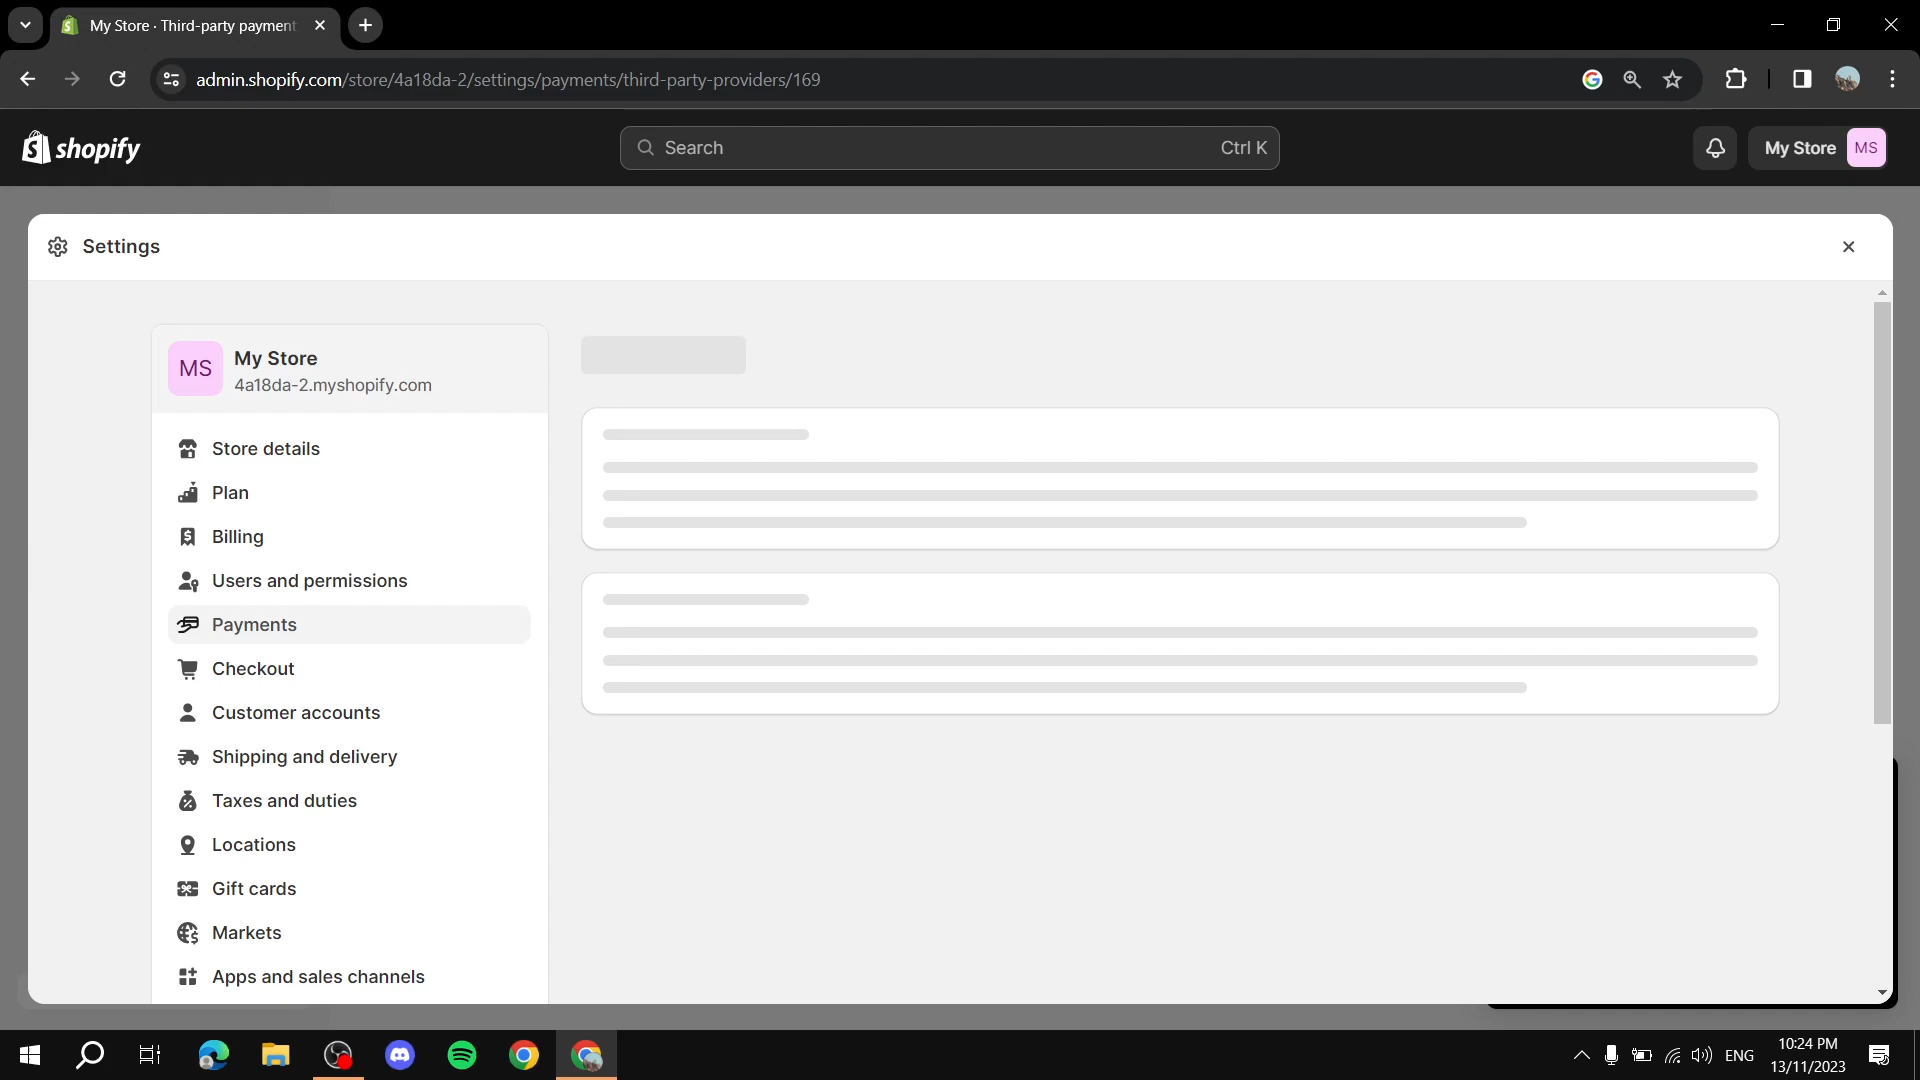 My Store · Third-party payment
admin.shopify.com/store/4a18da-2/settings/payments/third-party-providers/169
shopify
Search
Ctrl K
My Store
MS
Settings
MS
My Store
4a18da-2.myshopify.com
Store details
Plan
Billing
Users and permissions
Payments
Checkout
Customer accounts
Shipping and delivery
Taxes and duties
Locations
Gift cards
Markets
Apps and sales channels
ENG
10:24 PM
13/11/2023